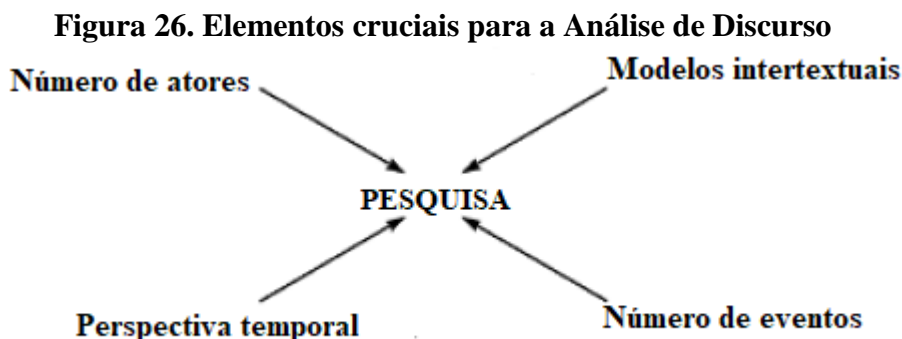 Figura 26. Elementos cruciais para a Análise de Discurso
Número de atores
Modelos intertextuais
PESQUISA
Perspectiva temporal
Número de eventos